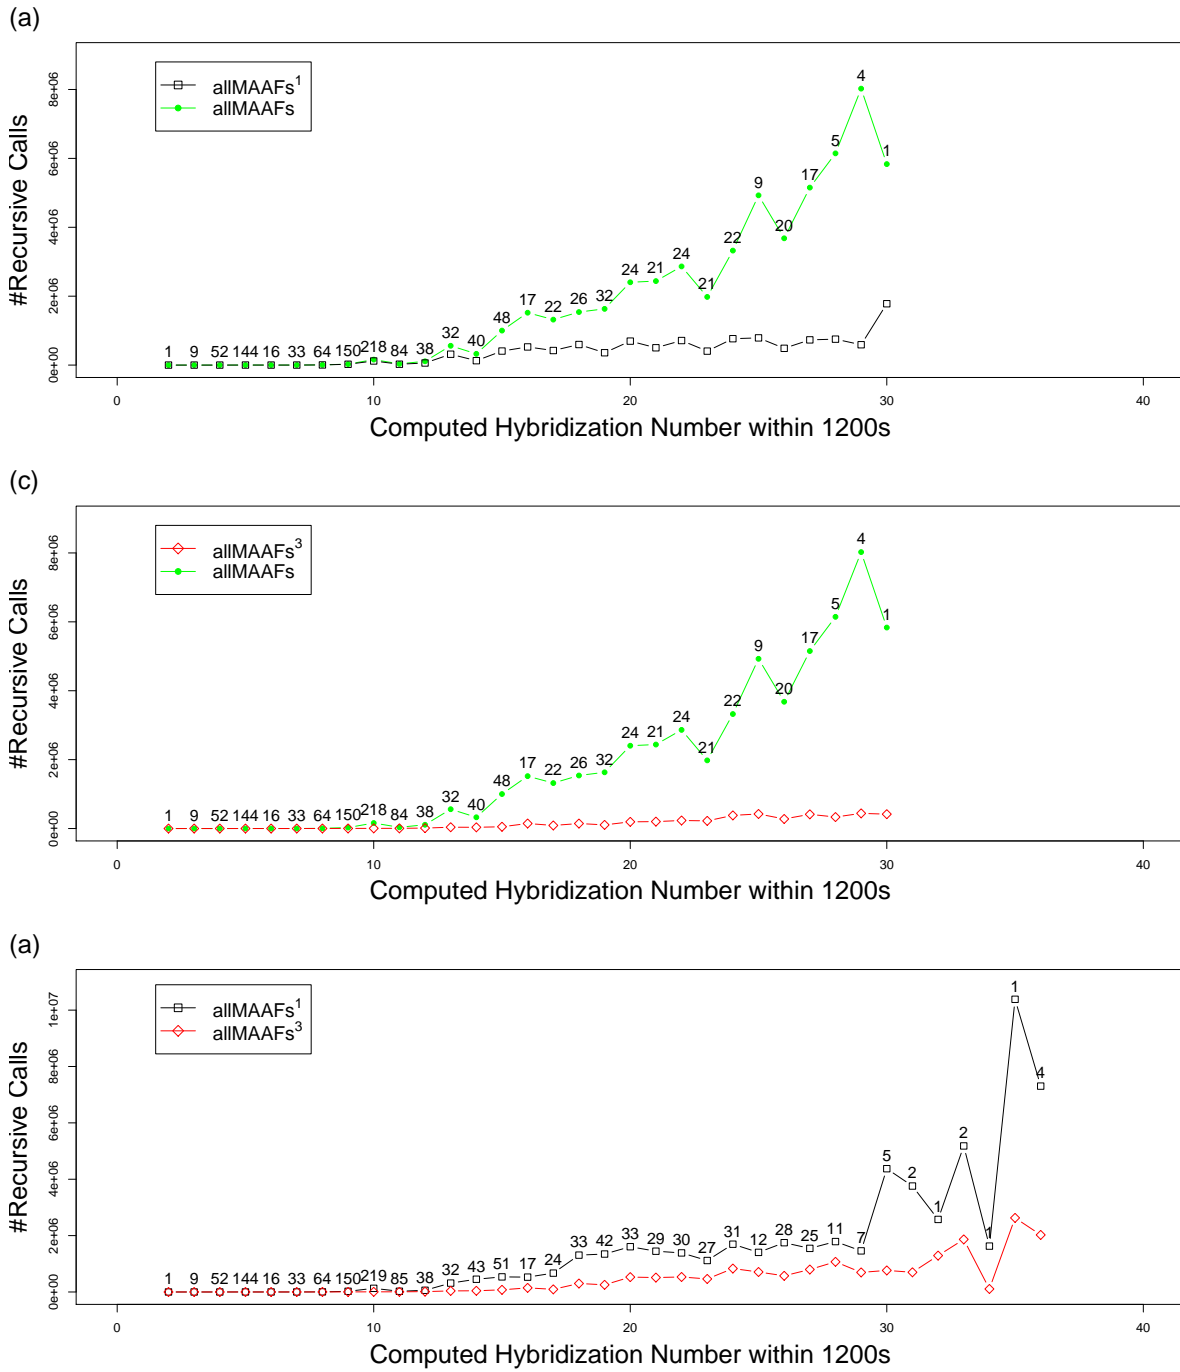 (a)
allMAAFs1
allMAAFs
#Recursive Calls
0e+00 2e+06 4e+06 6e+06 8e+06
1 9 52 144 16 33 64 150 218 84 38 32 40 48 17 22 26 32 24 21 24 21 22 9 20 17 5 4 1
0 10 20 30 40
Computed Hybridization Number within 1200s
(c)
allMAAFs3
allMAAFs
#Recursive Calls
0e+00 2e+06 4e+06 6e+06 8e+06
1 9 52 144 16 33 64 150 218 84 38 32 40 48 17 22 26 32 24 21 24 21 22 9 20 17 5 4 1
0 10 20 30 40
Computed Hybridization Number within 1200s
(a)
allMAAFs1
allMAAFs3
#Recursive Calls
0e+00 2e+06 4e+06 6e+06 8e+06 1e+07
1 9 52 144 16 33 64 150 219 85 38 32 43 51 17 24 33 42 33 29 30 27 31 12 28 25 11 7 5 2 1 2 1 1 4
0 10 20 30 40
Computed Hybridization Number within 1200s